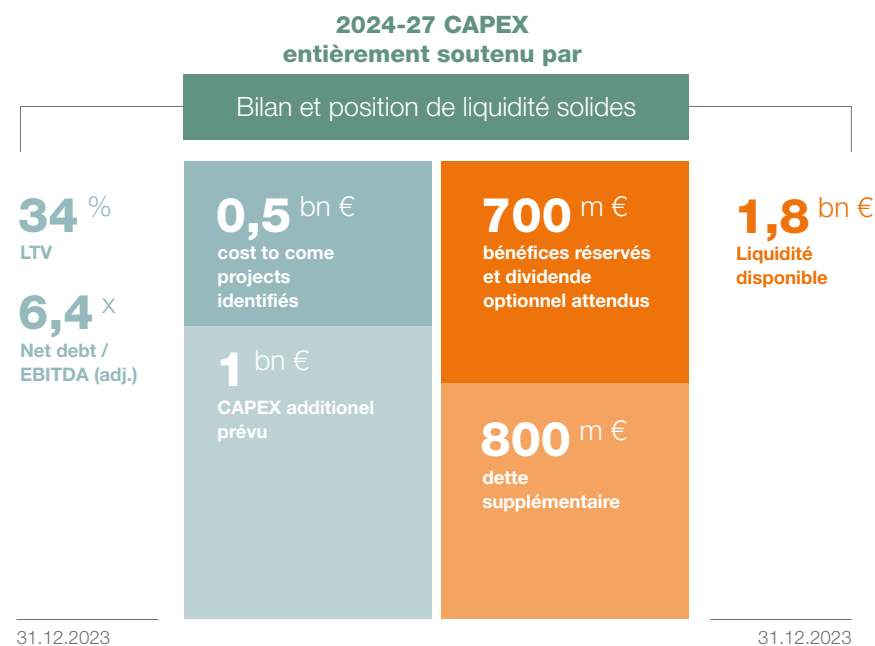 2024-27 CAPEX
entièrement soutenu par
Bilan et position de liquidité solides
34 %
LTV
6,4 x
Net debt /
EBITDA (adj.)
0,5 bn €
cost to come
projects
identifiés
1 bn €
CAPEX additionel
prévu
700 m €
bénéfices réservés
et dividende
optionnel attendus
800 m €
dette
supplémentaire
1,8 bn €
Liquidité
disponible
31.12.2023
31.12.2023